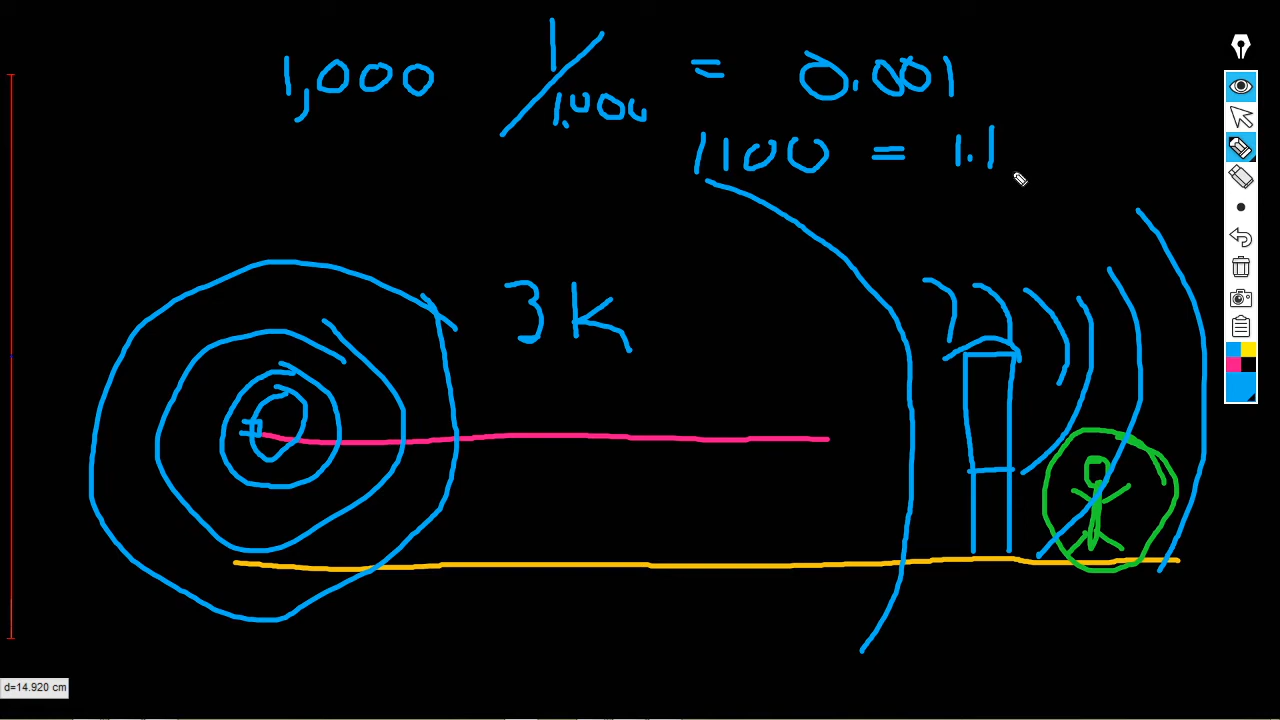 1,000 1/1,000 = 0.001
1100 = 1.1
3k
d=14.920 cm